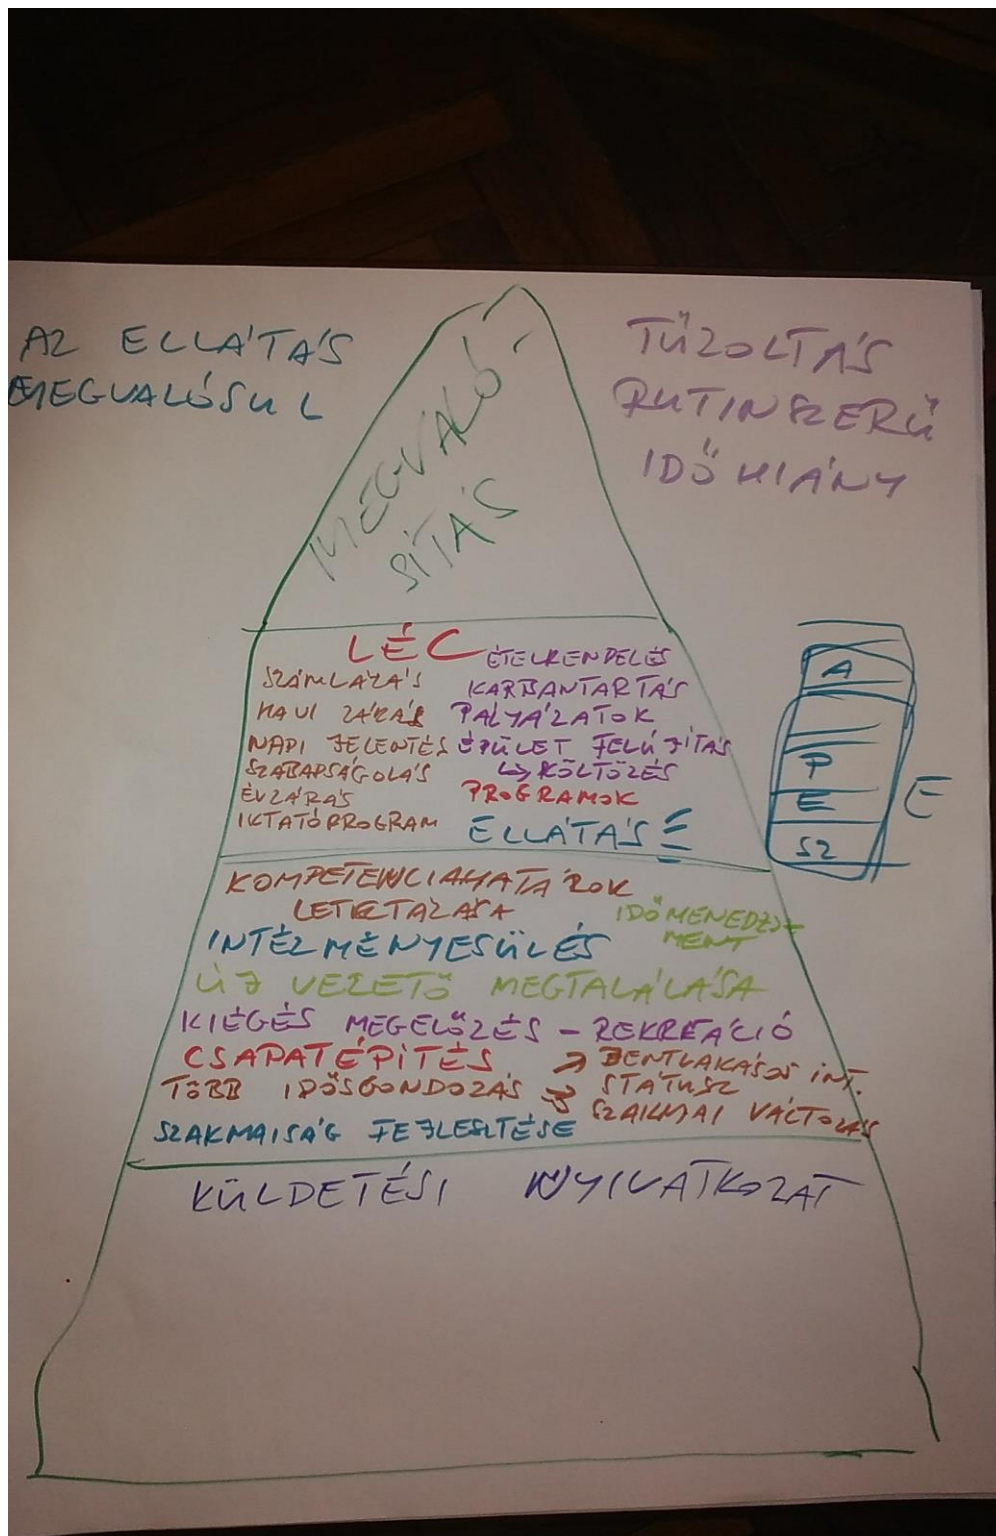 AZ ELLÁTÁS
MEGVALÓSUL
TŰZOLTÁS
RUTINSZERŰ
IDŐHIÁNY
MEGVALÓ-
SÍTÁS
LÉC
SZÁMLÁZÁS
HAVI ZÁRÁS
NAPI JELENTÉS
SZABADSÁGOLÁS
ÉVZÁRÁS
IKTATÓPROGRAM
ÉTELRENDELÉS
KARBANTARTÁS
PÁLYÁZATOK
ÉPÜLET FELÚJÍTÁS
↳ KÖLTÖZÉS
PROGRAMOK
ELLÁTÁS
A
P
E
SZ
E
KOMPETENCIAHATÁROK
IDŐMENEDZS-
MENT
INTÉZMÉNYESÜLÉS
ÚJ VEZETŐ MEGTALÁLÁSA
KIÉGÉS MEGELŐZÉS - REKREÁCIÓ
CSAPATÉPÍTÉS
TÖBB IDŐSGONDOZÁS
→ BENTLAKÁSOS INT.
STÁTUSZ
SZAKMAI VÁLTOZÁS
SZAKMAISÁG FEJLESZTÉSE
KÜLDETÉSI NYILATKOZAT